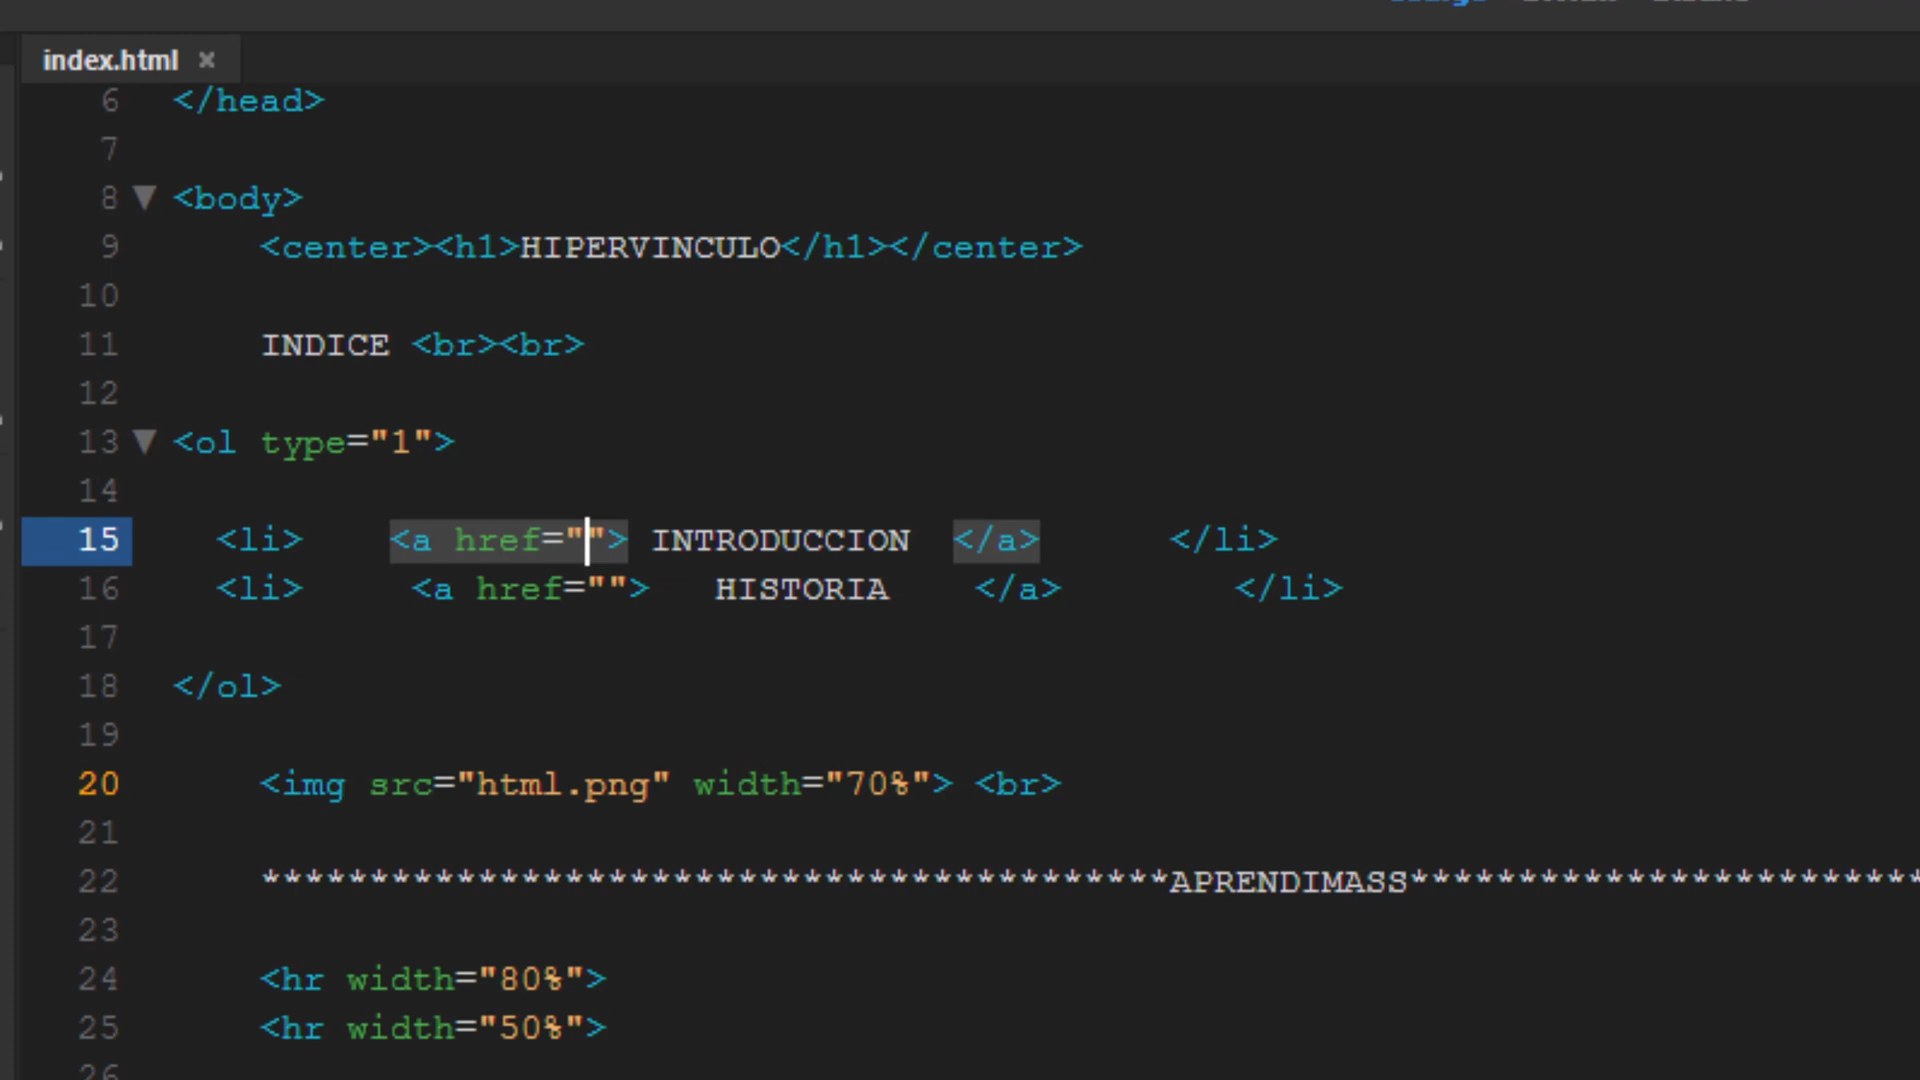 index.html ×
6 </head>
7
8 ▼ <body>
9 <center><h1>HIPERVINCULO</h1></center>
10
11 INDICE <br><br>
12
13 ▼ <ol type="1">
14
15 <li> <a href=""> INTRODUCCION </a> </li>
16 <li> <a href=""> HISTORIA </a> </li>
17
18 </ol>
19
20 <img src="html.png" width="70%"> <br>
21
22 ******************************************APRENDIMASS************************
23
24 <hr width="80%">
25 <hr width="50%">
26